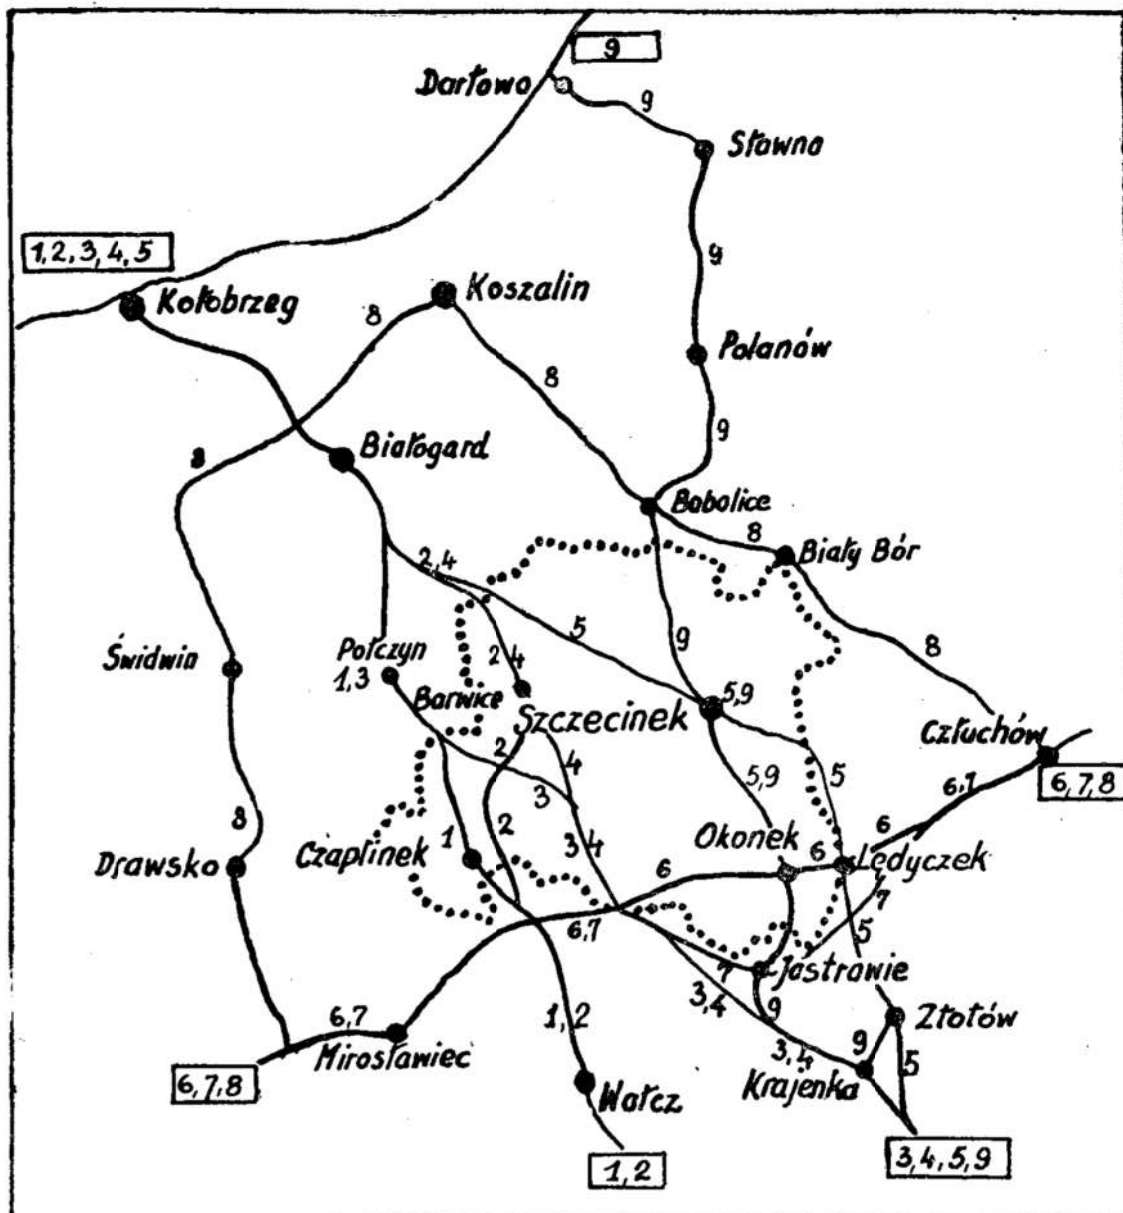 9
Darłowo
9
Sławno
1,2,3,4,5
9
Kołobrzeg
Koszalin
8
Polanów
8
9
Białogard
8
Bobolice
8
Biały Bór
2,4
5
9
8
Świdwin
Połczyn
1,3
Barwice
2 4
5,9
Szczecinek
Człuchów
2
4
5,9
5
6,7
6,7,8
3
8
2
Okonek
6
Drawsko
Czaplinek
1
3 4
6
Lędyczek
6
7
6,7
5
7
Jastrowie
3,4
1,2
9
Złotów
6,7
Mirosławiec
3,4
9
5
6,7,8
Krajenka
Wałcz
1,2
3,4,5,9